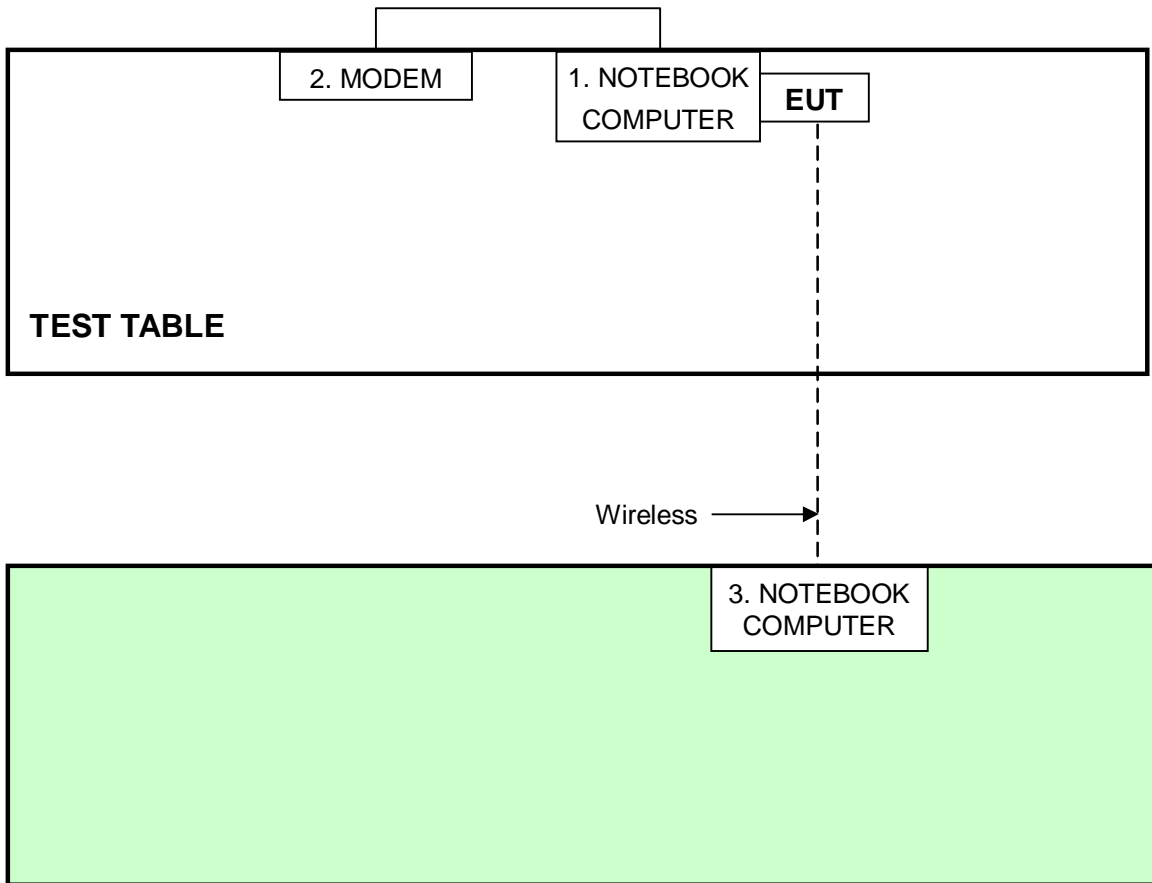 2. MODEM
1. NOTEBOOK
COMPUTER
EUT
TEST TABLE
Wireless
3. NOTEBOOK
COMPUTER